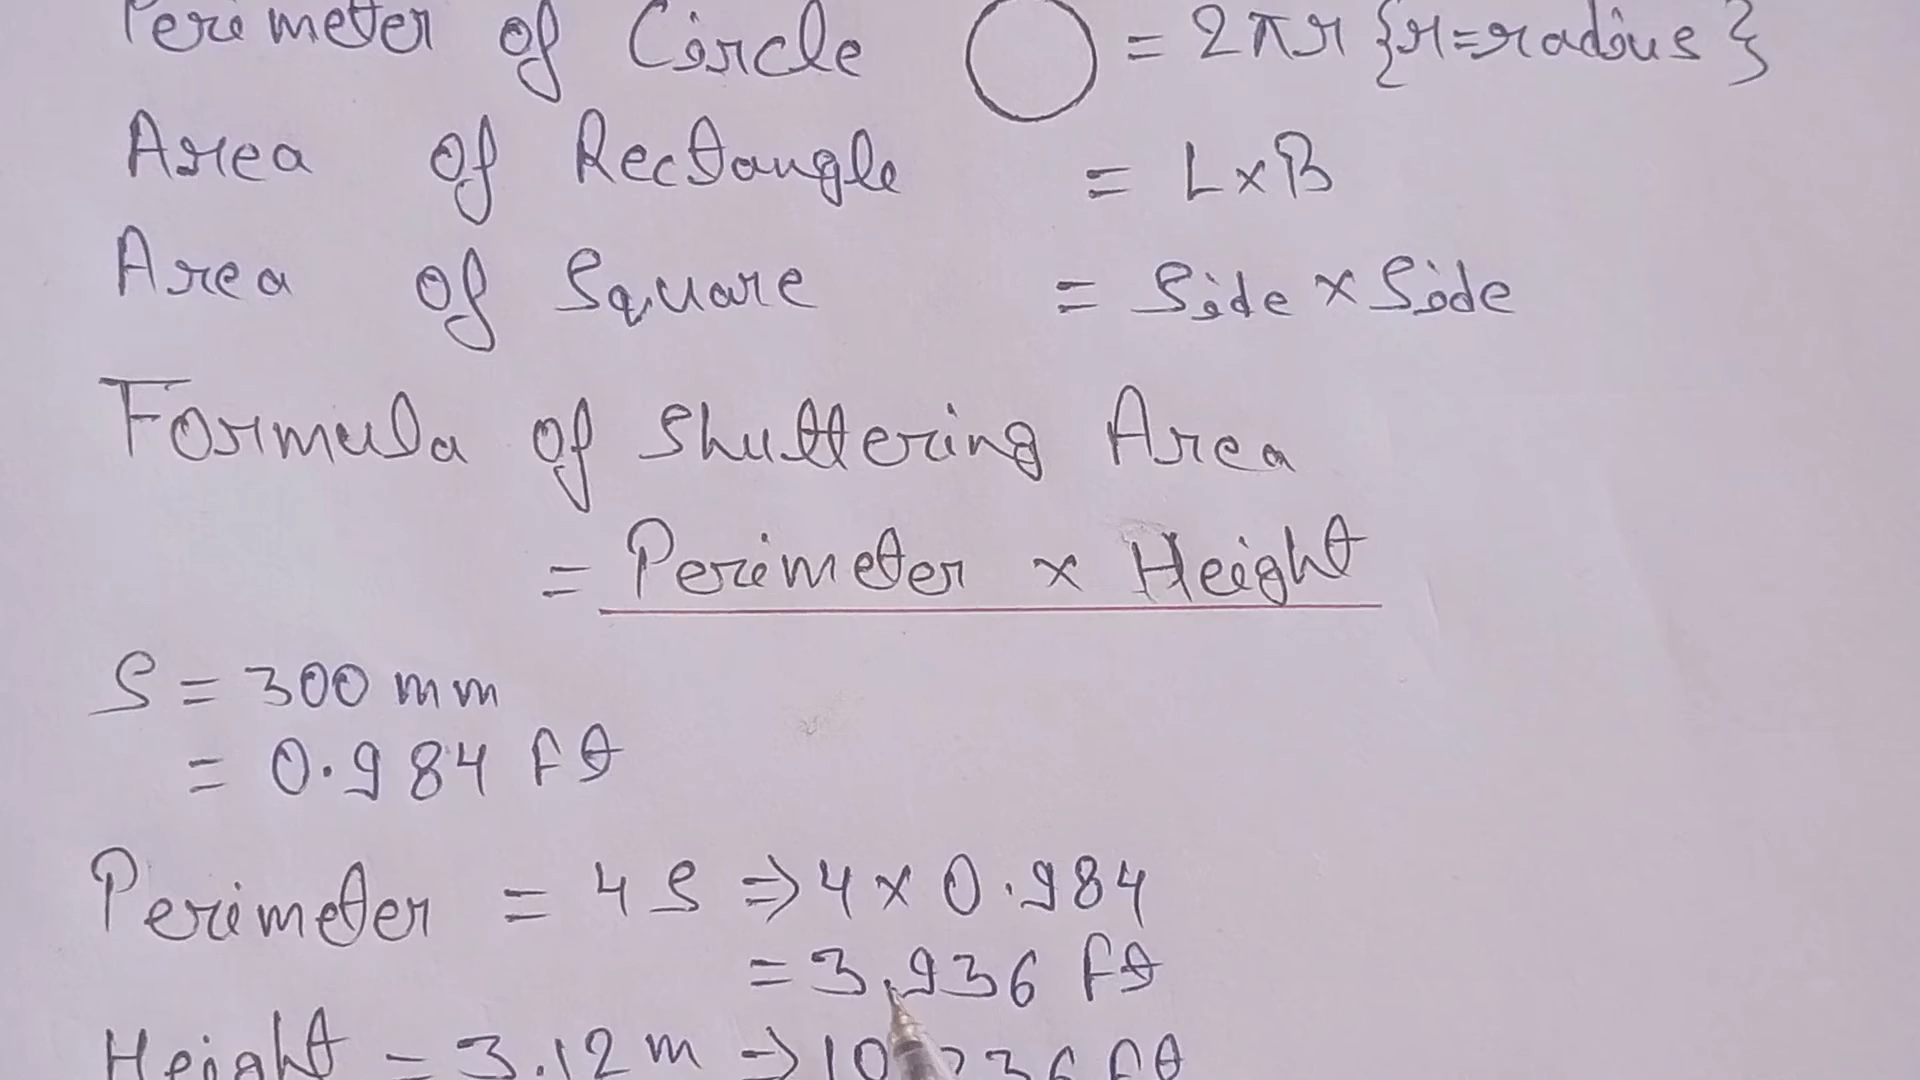 Perimeter of Circle = 2πr {r=radius}
Area of Rectangle = L×B
Area of Square = Side × Side
Formula of Shuttering Area
= Perimeter × Height
S = 300 mm
= 0.984 ft
Perimeter = 4S ⇒ 4 × 0.984
= 3.936 ft
Height = 3.12 m ⇒ ft